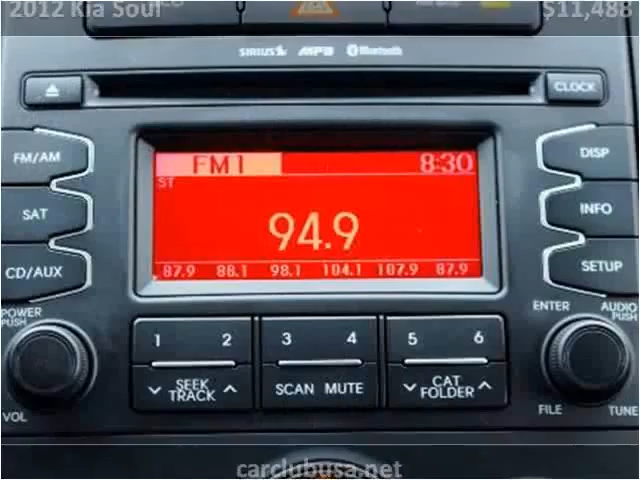 2012 Kia Soul $11,488
SIRIUS MP3 Bluetooth
CLOCK
FM1 8:30
ST
94.9
87.9 88.1 98.1 104.1 107.9 87.9
FM/AM
SAT
CD/AUX
DISP
INFO
SETUP
POWER
PUSH
VOL
ENTER
AUDIO
PUSH
FILE
TUNE
1 2 3 4 5 6
SEEK
TRACK
SCAN MUTE
CAT
FOLDER
carclubusa.net